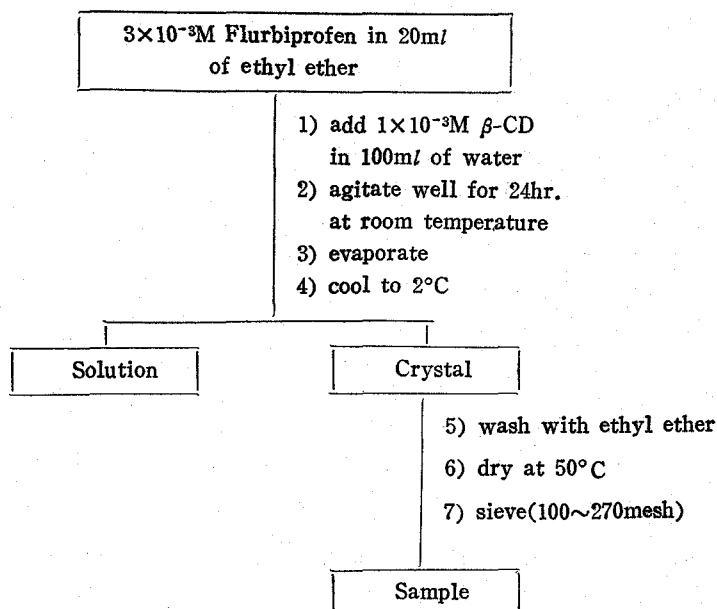 3×10⁻³M Flurbiprofen in 20ml
of ethyl ether
1) add 1×10⁻³M β-CD
in 100ml of water
2) agitate well for 24hr.
at room temperature
3) evaporate
4) cool to 2°C
Solution
Crystal
5) wash with ethyl ether
6) dry at 50°C
7) sieve(100~270mesh)
Sample